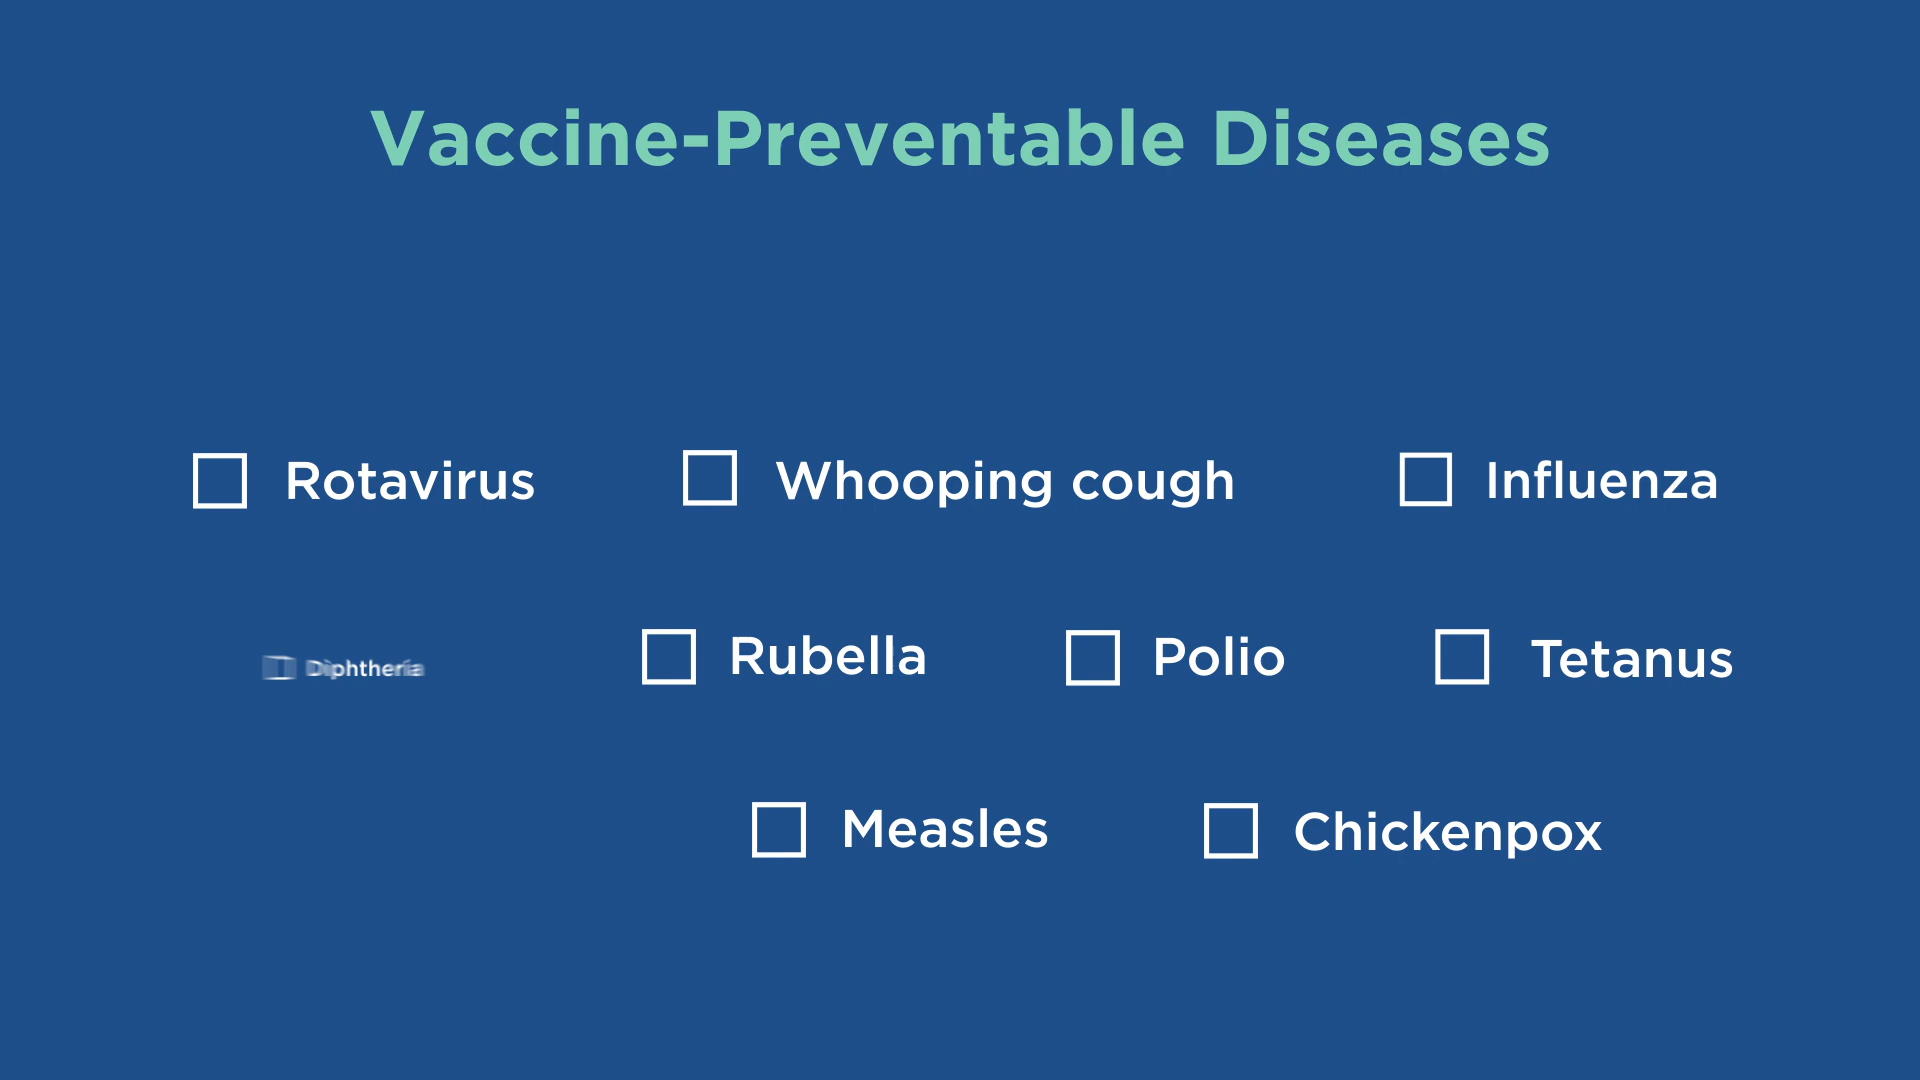 Vaccine-Preventable Diseases
Rotavirus Whooping cough Influenza
Diphtheria Rubella Polio Tetanus
Measles Chickenpox